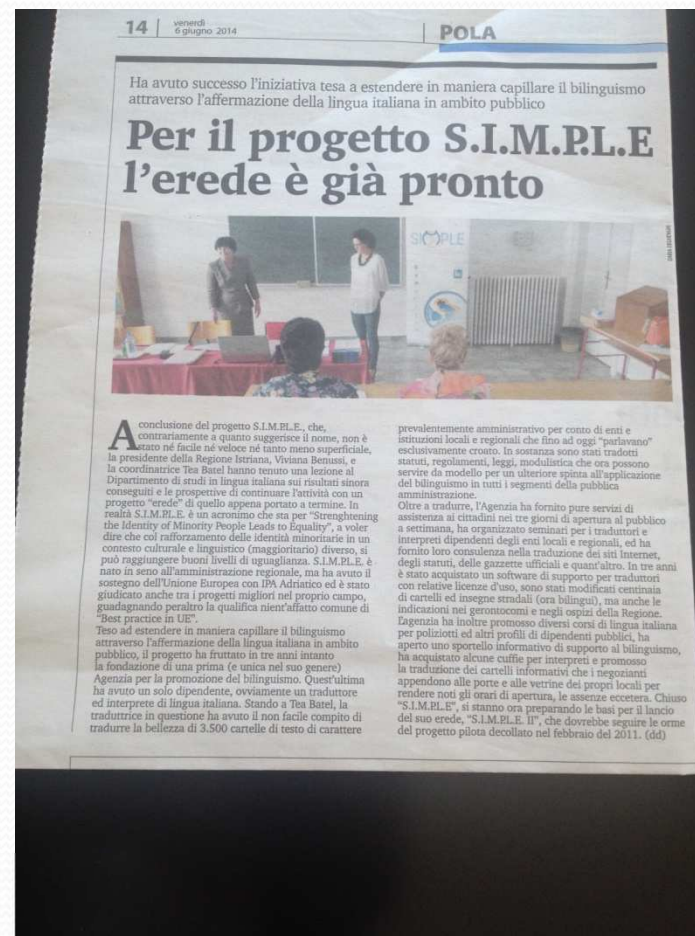 14
venerdì
6 giugno 2014
POLA
Ha avuto successo l'iniziativa tesa a estendere in maniera capillare il bilinguismo
attraverso l'affermazione della lingua italiana in ambito pubblico
Per il progetto S.I.M.P.L.E
l'erede è già pronto
SIMPLE
A conclusione del progetto S.I.M.P.L.E., che,
contrariamente a quanto suggerisce il nome, non è
stato né facile né veloce né tanto meno superficiale,
la presidente della Regione Istriana, Viviana Benussi, e
la coordinatrice Tea Batel hanno tenuto una lezione al
Dipartimento di studi in lingua italiana sui risultati sinora
conseguiti e le prospettive di continuare l'attività con un
progetto "erede" di quello appena portato a termine. In
realtà S.I.M.P.L.E. è un acronimo che sta per "Strenghtening
the Identity of Minority People Leads to Equality", a voler
dire che col rafforzamento delle identità minoritarie in un
contesto culturale e linguistico (maggioritario) diverso, si
può raggiungere buoni livelli di uguaglianza. S.I.M.P.L.E. è
nato in seno all'amministrazione regionale, ma ha avuto il
sostegno dell'Unione Europea con IPA Adriatico ed è stato
giudicato anche tra i progetti migliori nel proprio campo,
guadagnando peraltro la qualifica nient'affatto comune di
"Best practice in UE".
Teso ad estendere in maniera capillare il bilinguismo
attraverso l'affermazione della lingua italiana in ambito
pubblico, il progetto ha fruttato in tre anni intanto
la fondazione di una prima (e unica nel suo genere)
Agenzia per la promozione del bilinguismo. Quest'ultima
ha avuto un solo dipendente, ovviamente un traduttore
ed interprete di lingua italiana. Stando a Tea Batel, la
traduttrice in questione ha avuto il non facile compito di
tradurre la bellezza di 3.500 cartelle di testo di carattere
prevalentemente amministrativo per conto di enti e
istituzioni locali e regionali che fino ad oggi "parlavano"
esclusivamente croato. In sostanza sono stati tradotti
statuti, regolamenti, leggi, modulistica che ora possono
servire da modello per un ulteriore spinta all'applicazione
del bilinguismo in tutti i segmenti della pubblica
amministrazione.
Oltre a tradurre, l'Agenzia ha fornito pure servizi di
assistenza ai cittadini nei tre giorni di apertura al pubblico
a settimana, ha organizzato seminari per i traduttori e
interpreti dipendenti degli enti locali e regionali, ed ha
fornito loro consulenza nella traduzione dei siti Internet,
degli statuti, delle gazzette ufficiali e quant'altro. In tre anni
è stato acquistato un software di supporto per traduttori
con relative licenze d'uso, sono stati modificati centinaia
di cartelli ed insegne stradali (ora bilingui), ma anche le
indicazioni nei gerontocomi e negli ospizi della Regione.
L'agenzia ha inoltre promosso diversi corsi di lingua italiana
per poliziotti ed altri profili di dipendenti pubblici, ha
aperto uno sportello informativo di supporto al bilinguismo,
ha acquistato alcune cuffie per interpreti e promosso
la traduzione dei cartelli informativi che i negozianti
appendono alle porte e alle vetrine dei propri locali per
rendere noti gli orari di apertura, le assenze eccetera. Chiuso
"S.I.M.P.L.E", si stanno ora preparando le basi per il lancio
del suo erede, "S.I.M.P.L.E. II", che dovrebbe seguire le orme
del progetto pilota decollato nel febbraio del 2011. (dd)